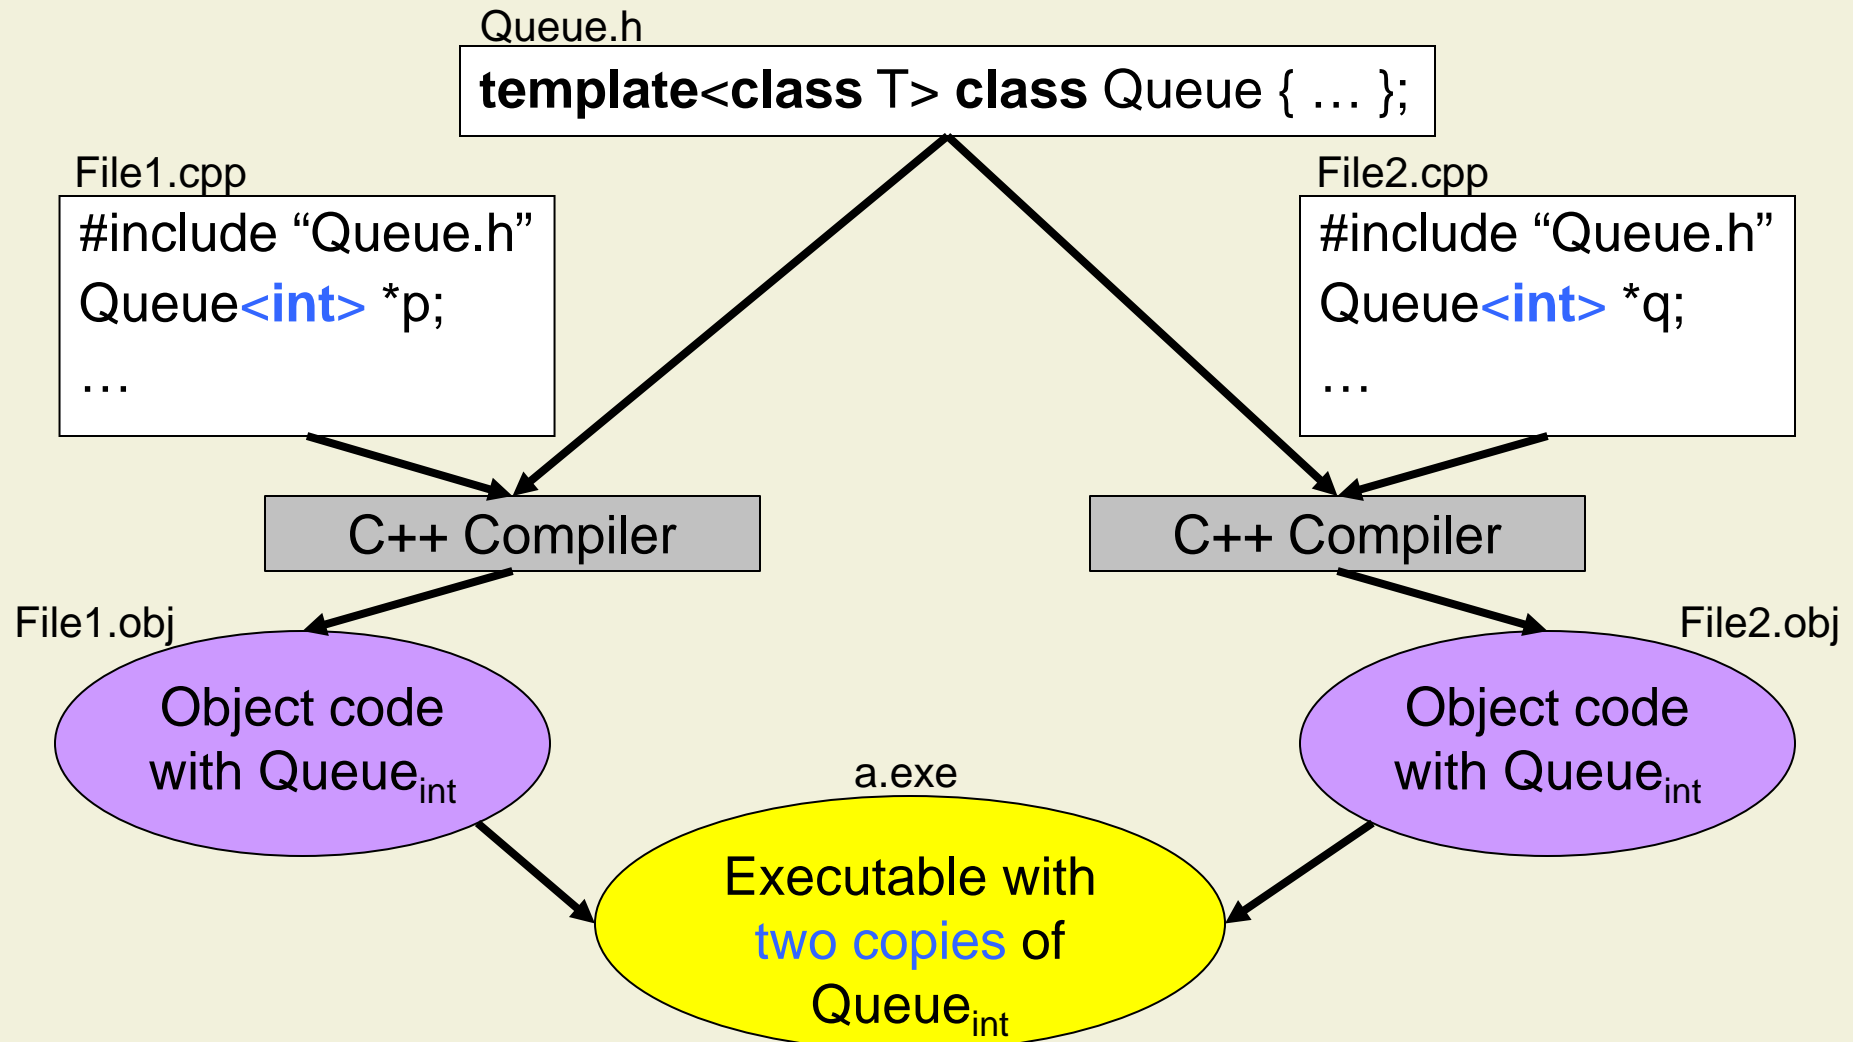 Queue.h
template<class T> class Queue { … };
File1.cpp
#include “Queue.h”
Queue<int> *p;
…
File2.cpp
#include “Queue.h”
Queue<int> *q;
…
C++ Compiler
C++ Compiler
File1.obj
Object code
with Queueint
File2.obj
Object code
with Queueint
a.exe
Executable with
two copies of
Queueint